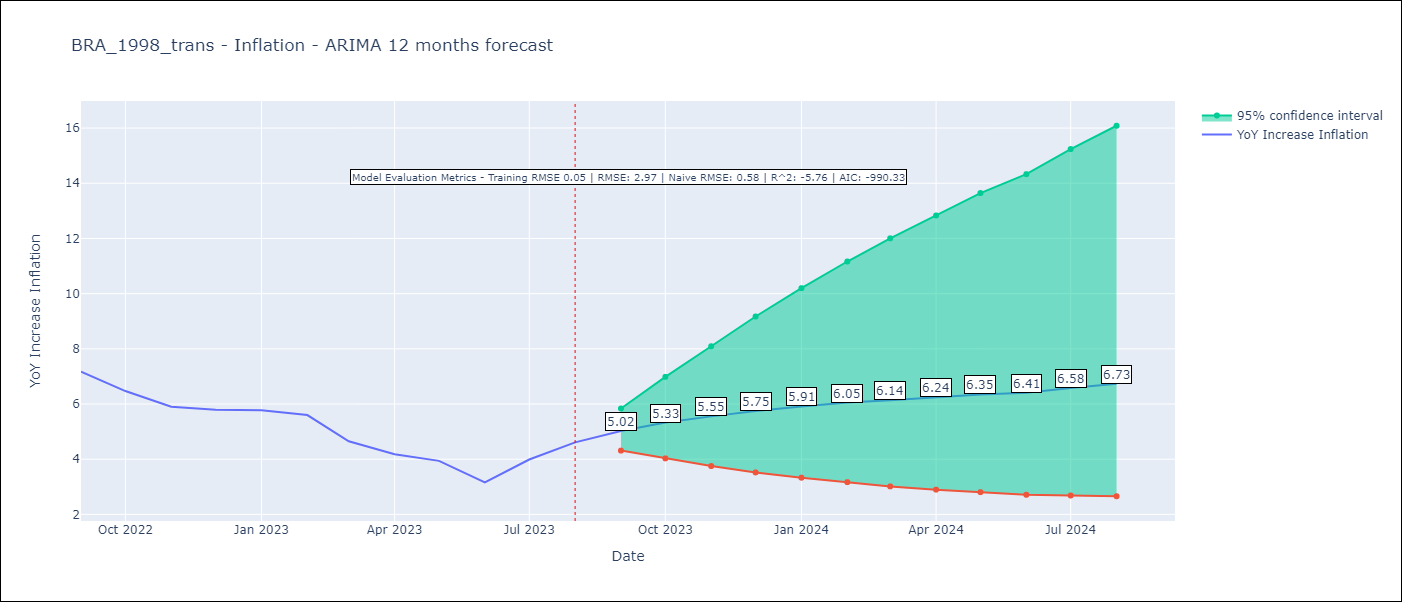 BRA_1998_trans - Inflation - ARIMA 12 months forecast
95% confidence interval
YoY Increase Inflation
Model Evaluation Metrics - Training RMSE 0.05 | RMSE: 2.97 | Naive RMSE: 0.58 | R^2: -5.76 | AIC: -990.33
YoY Increase Inflation
16
14
12
10
8
6
4
2
5.02
5.33
5.55
5.75
5.91
6.05
6.14
6.24
6.35
6.41
6.58
6.73
Oct 2022
Jan 2023
Apr 2023
Jul 2023
Oct 2023
Jan 2024
Apr 2024
Jul 2024
Date